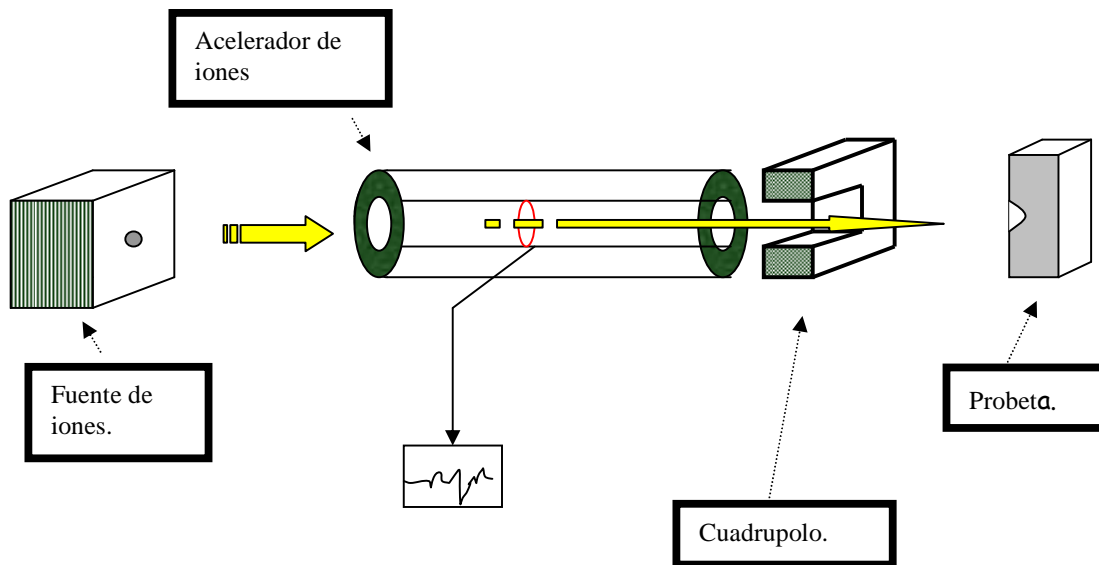 Acelerador de
iones
Fuente de
iones.
Probeta.
Cuadrupolo.